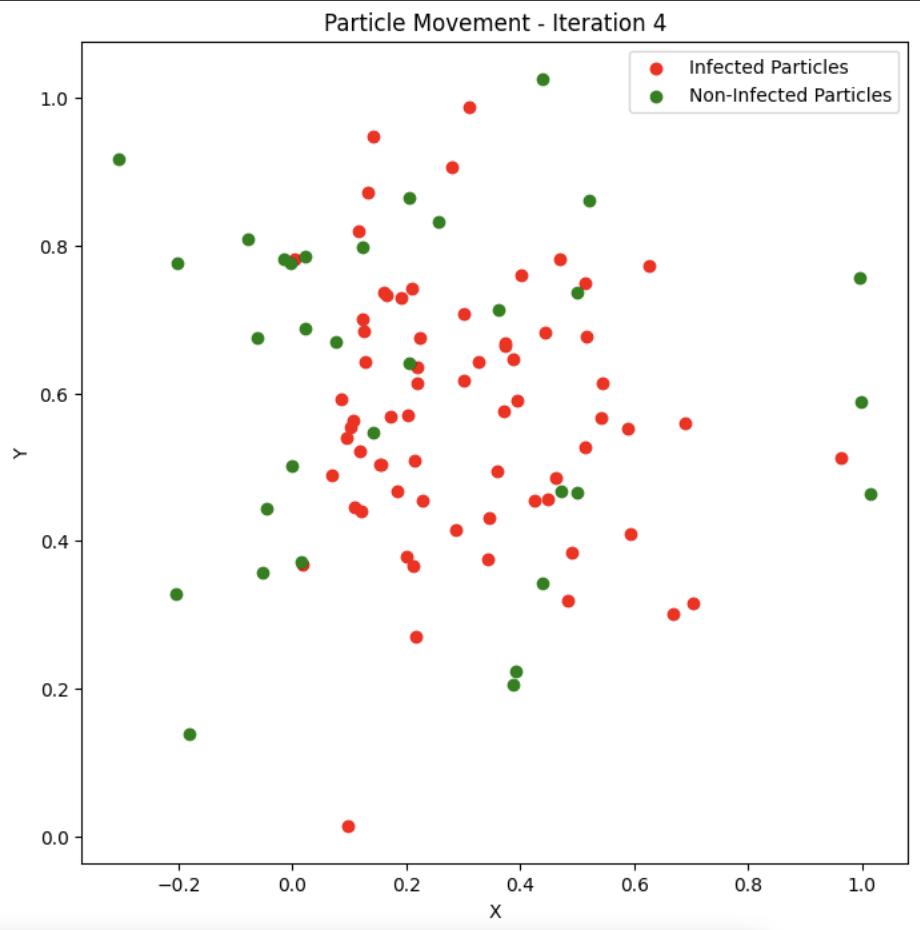 Particle Movement - Iteration 4
Infected Particles
Non-Infected Particles
1.0
0.8
0.6
0.4
0.2
0.0
Y
−0.2 0.0 0.2 0.4 0.6 0.8 1.0
X